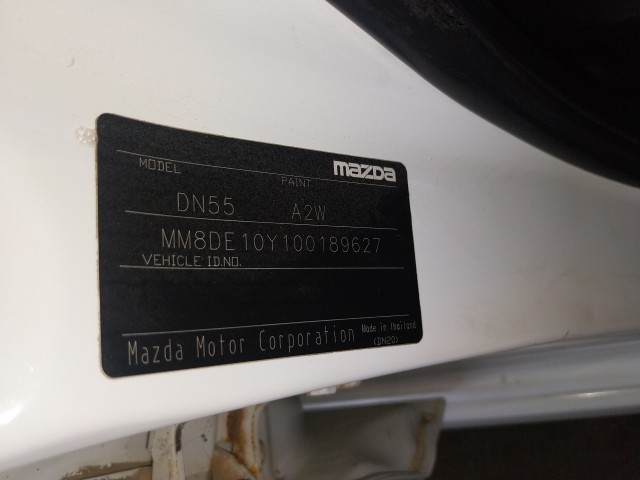 mazda
MODEL PAINT
DN55 A2W
MM8DE10Y100189627
VEHICLE ID.NO.
Mazda Motor Corporation Made in Thailand
(DN20)